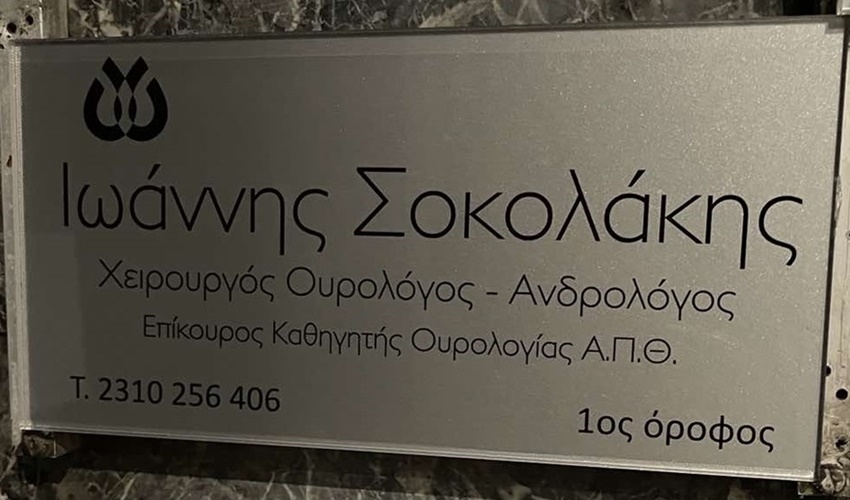 Ιωάννης Σοκολάκης
Χειρουργός Ουρολόγος - Ανδρολόγος
Επίκουρος Καθηγητής Ουρολογίας Α.Π.Θ.
Τ. 2310 256 406
1ος όροφος